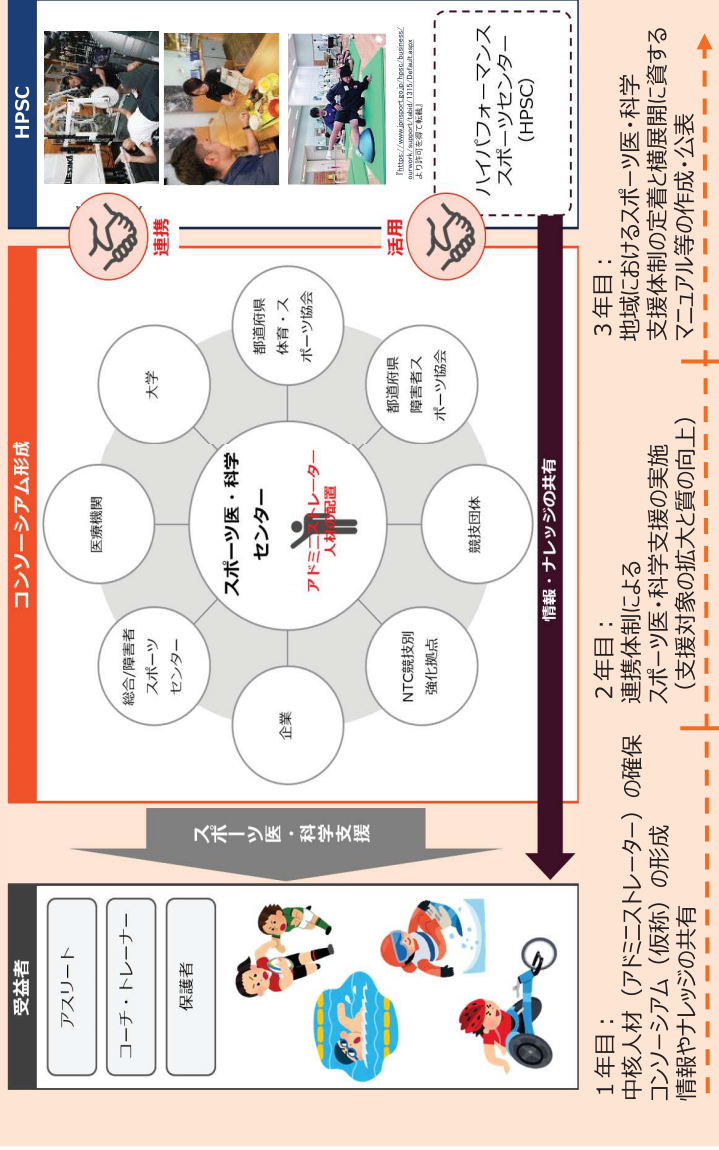 受益者
アスリート
コーチ・トレーナー
保護者
スポーツ医・科学支援
コンソーシアム形成
医療機関
大学
都道府県
体育・ス
ポーツ協会
都道府県
障害者ス
ポーツ協会
競技団体
NTC競技別
強化拠点
企業
総合/障害者
スポーツ
センター
スポーツ医・科学
センター
アドミニストレーター
人材の配置
連携
活用
HPSC
『https://www.jpnsport.go.jp/hpsc/business/
ourwork/support/tabid/1315/Default.aspx
より許可を得て転載』
ハイパフォーマンス
スポーツセンター
(HPSC)
情報・ナレッジの共有
1年目：
中核人材（アドミニストレーター）の確保
コンソーシアム（仮称）の形成
情報やナレッジの共有
2年目：
連携体制による
スポーツ医・科学支援の実施
（支援対象の拡大と質の向上）
3年目：
地域におけるスポーツ医・科学
支援体制の定着と横展開に資する
マニュアル等の作成・公表